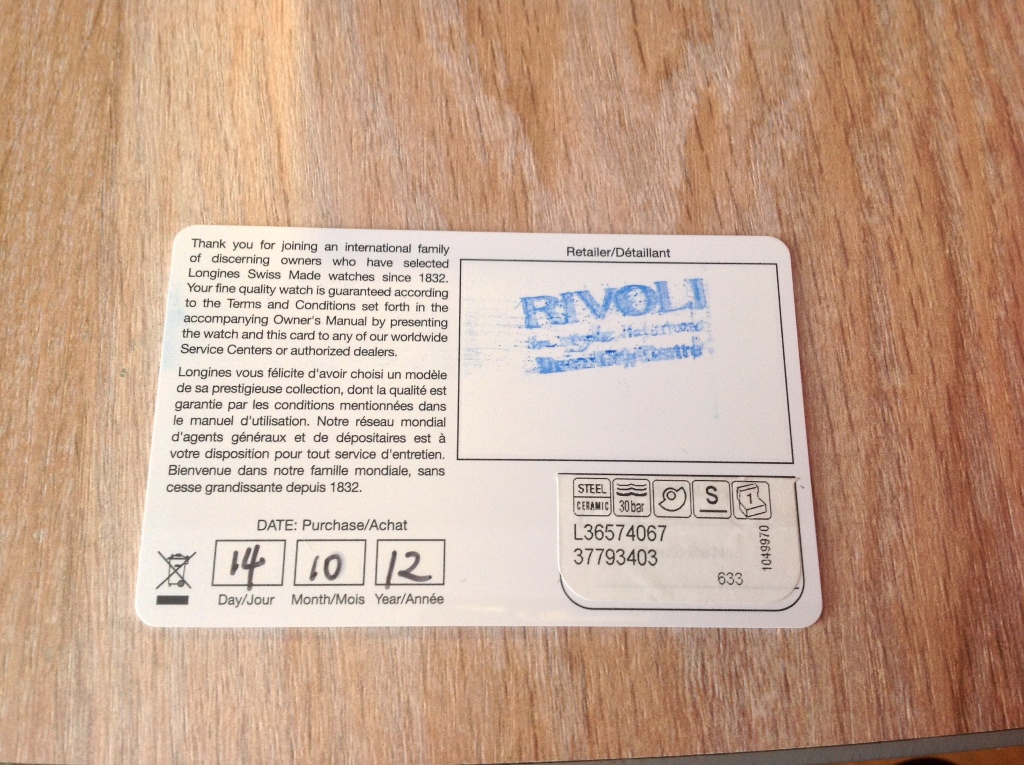 Thank you for joining an international family
of discerning owners who have selected
Longines Swiss Made watches since 1832.
Your fine quality watch is guaranteed according
to the Terms and Conditions set forth in the
accompanying Owner's Manual by presenting
the watch and this card to any of our worldwide
Service Centers or authorized dealers.
Longines vous félicite d'avoir choisi un modèle
de sa prestigieuse collection, dont la qualité est
garantie par les conditions mentionnées dans
le manuel d'utilisation. Notre réseau mondial
d'agents généraux et de dépositaires est à
votre disposition pour tout service d'entretien.
Bienvenue dans notre famille mondiale, sans
cesse grandissante depuis 1832.
DATE: Purchase/Achat
14 10 12
Day/Jour Month/Mois Year/Année
Retailer/Détaillant
RIVOLI
STEEL
CERAMIC
30 bar
S
1
L36574067
37793403
633
1049970